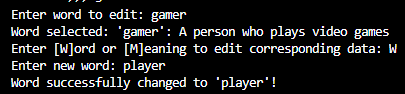 Enter word to edit: gamer
Word selected: 'gamer': A person who plays video games
Enter [W]ord or [M]eaning to edit corresponding data: W
Enter new word: player
Word successfully changed to 'player'!